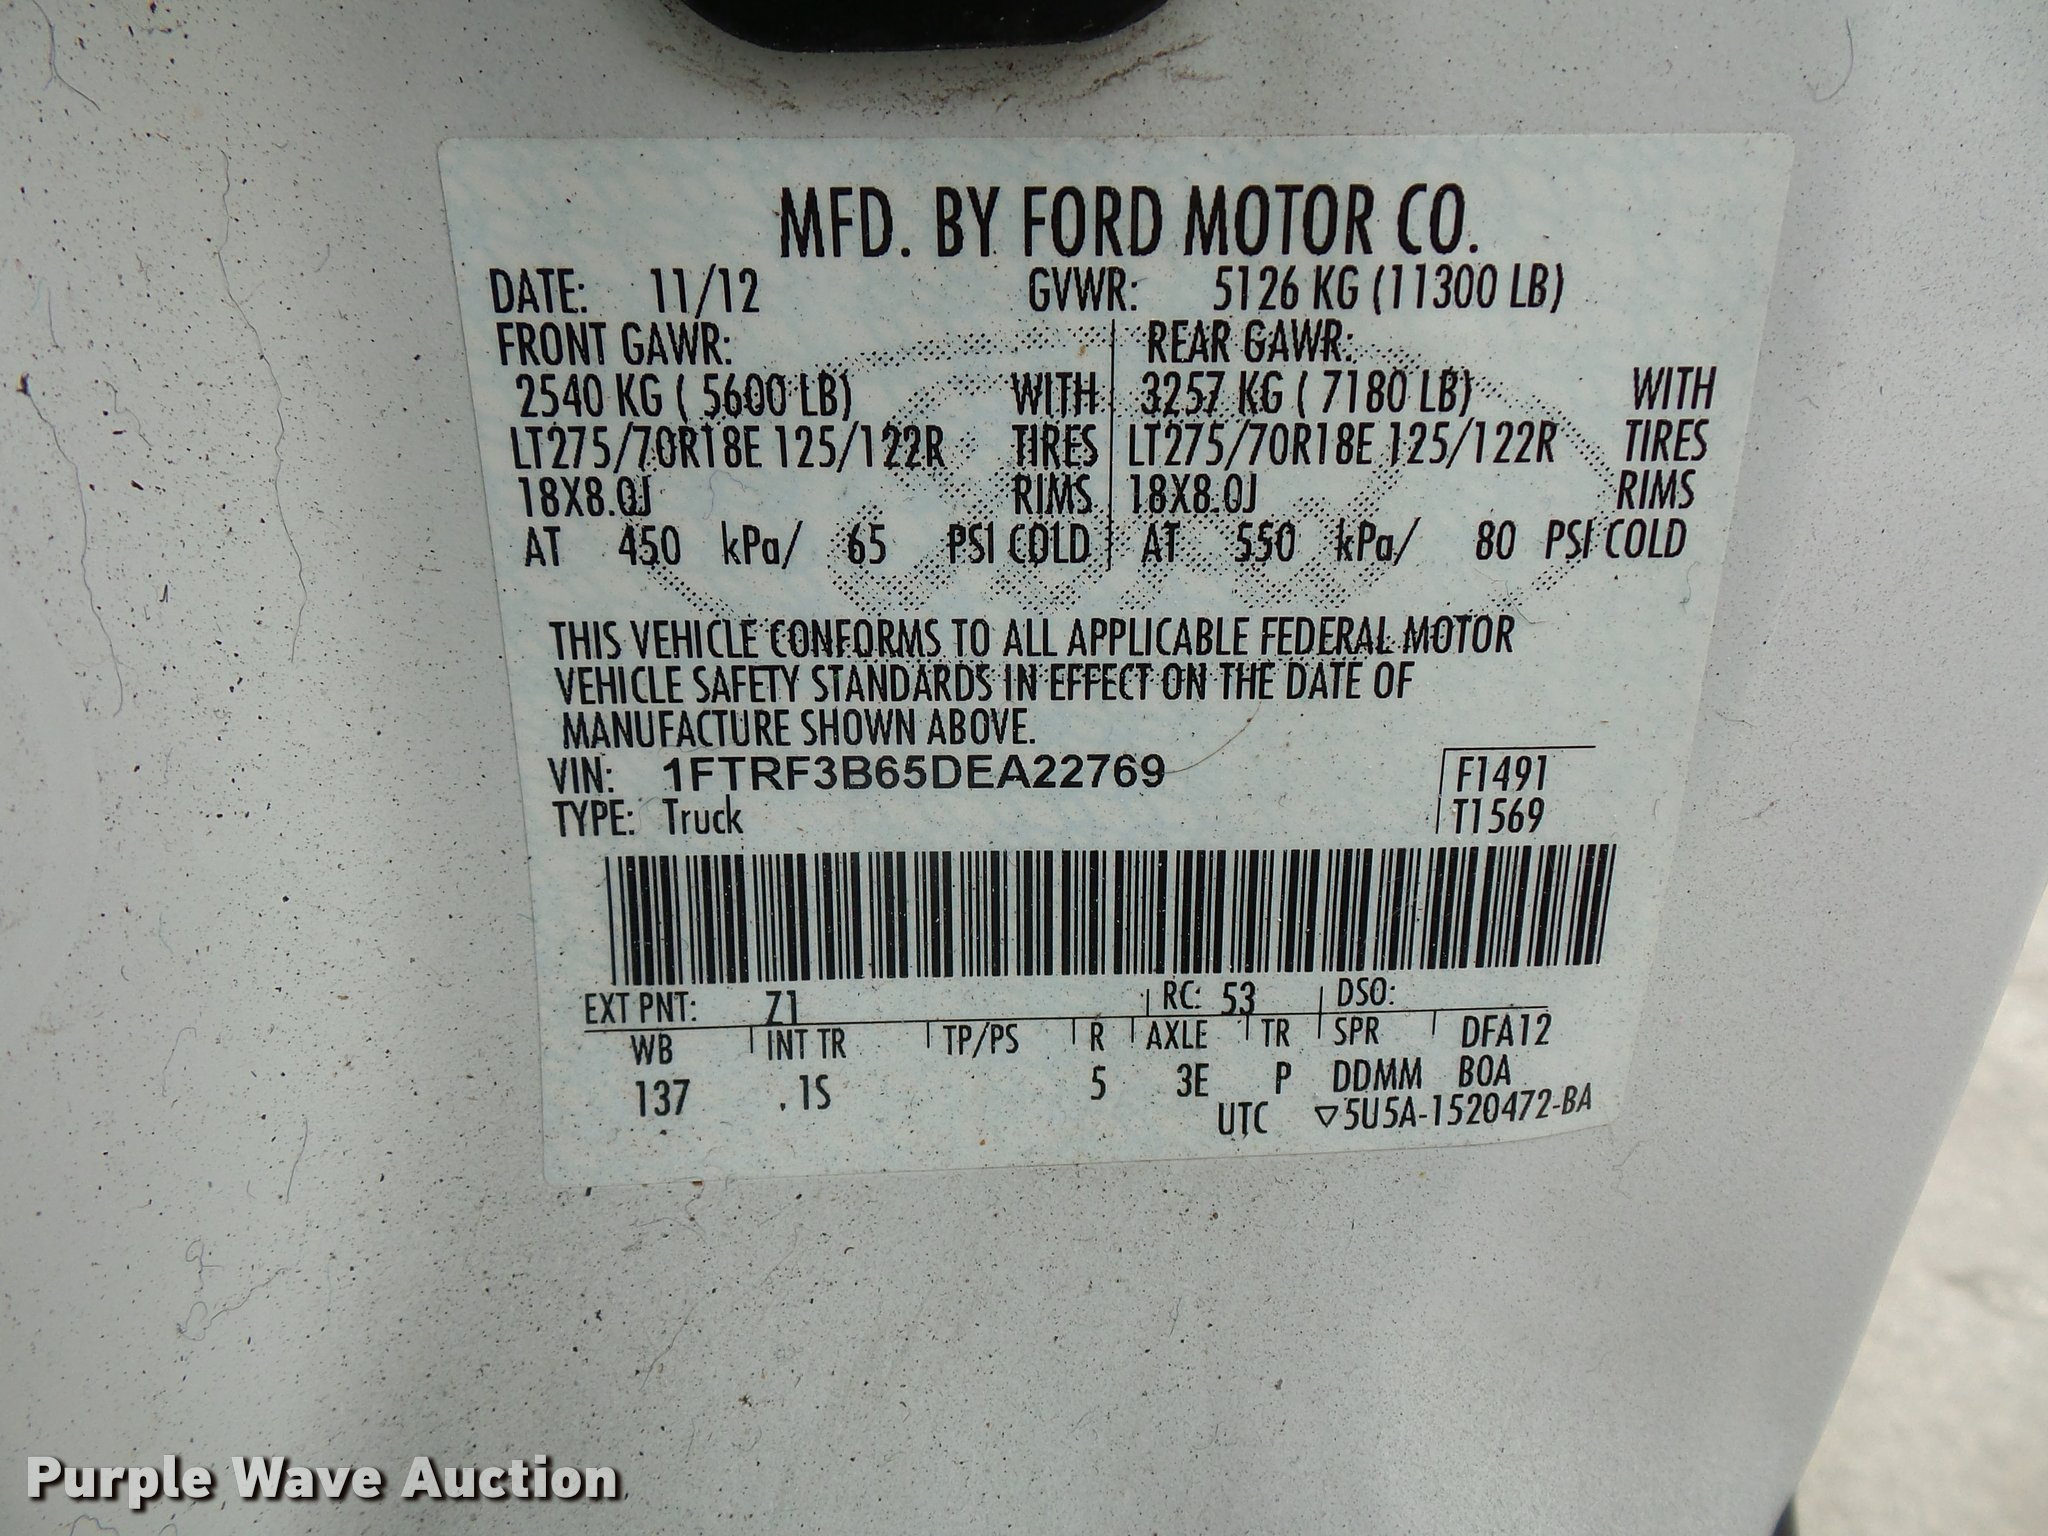 MFD. BY FORD MOTOR CO.
DATE: 11/12 GVWR: 5126 KG (11300 LB)
FRONT GAWR: REAR GAWR:
2540 KG ( 5600 LB) WITH 3257 KG ( 7180 LB) WITH
LT275/70R18E 125/122R TIRES LT275/70R18E 125/122R TIRES
18X8.0J RIMS 18X8.0J RIMS
AT 450 kPa/ 65 PSI COLD AT 550 kPa/ 80 PSI COLD
THIS VEHICLE CONFORMS TO ALL APPLICABLE FEDERAL MOTOR
VEHICLE SAFETY STANDARDS IN EFFECT ON THE DATE OF
MANUFACTURE SHOWN ABOVE.
VIN: 1FTRF3B65DEA22769 F1491
TYPE: Truck T1569
EXT PNT: Z1 RC: 53 DSO:
WB INT TR TP/PS R AXLE TR SPR DFA12
137 .1S 5 3E P DDMM BOA
UTC ▽5U5A-1520472-BA
Purple Wave Auction